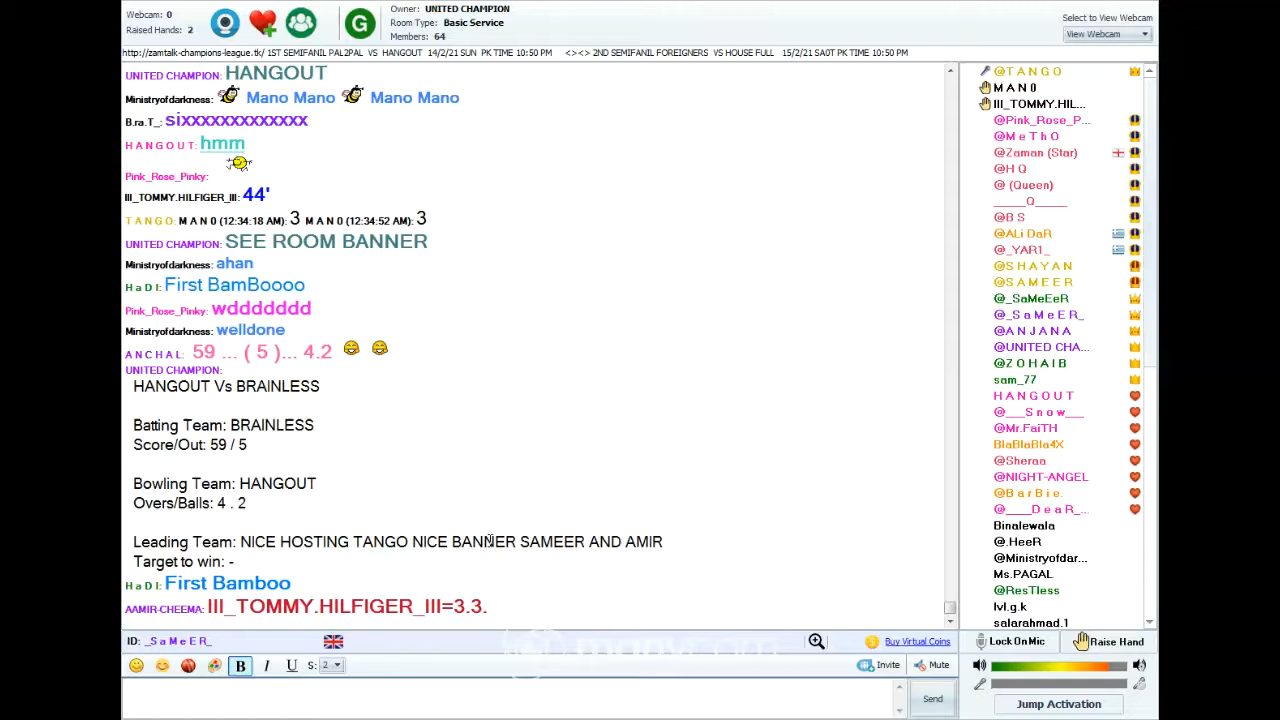 Webcam: 0
Raised Hands: 2
G
Owner: UNITED CHAMPION
Room Type: Basic Service
Members: 64
Select to View Webcam
View Webcam
http://zamtalk-champions-league.tk/ 1ST SEMIFANIL PAL2PAL VS HANGOUT 14/2/21 SUN PK TIME 10:50 PM <><> 2ND SEMIFANIL FOREIGNERS VS HOUSE FULL 15/2/21 SA0T PK TIME 10:50 PM
UNITED CHAMPION: HANGOUT
Ministryofdarkness: Mano Mano Mano Mano
B.ra.T_: sixxxxxxxxxxxxx
H A N G O U T: hmm
Pink_Rose_Pinky:
III_TOMMY.HILFIGER_III: 44'
T A N G O: M A N 0 (12:34:18 AM): 3 M A N 0 (12:34:52 AM): 3
UNITED CHAMPION: SEE ROOM BANNER
Ministryofdarkness: ahan
H a D I: First BamBoooo
Pink_Rose_Pinky: wddddddd
Ministryofdarkness: welldone
A N C H A L: 59 ... ( 5 )... 4.2
UNITED CHAMPION:
HANGOUT Vs BRAINLESS
Batting Team: BRAINLESS
Score/Out: 59 / 5
Bowling Team: HANGOUT
Overs/Balls: 4 . 2
Leading Team: NICE HOSTING TANGO NICE BANNER SAMEER AND AMIR
Target to win: -
H a D I: First Bamboo
AAMIR-CHEEMA: III_TOMMY.HILFIGER_III=3.3.
@T A N G O
M A N 0
III_TOMMY.HIL...
@Pink_Rose_P...
@M e T h O
@Zaman (Star)
@H Q
@ (Queen)
_____Q_____
@B S
@ALi DaR
@_YAR1_
@S H A Y A N
@S A M E E R
@_SaMeEeR
@_S a M e E R_
@A N J A N A
@UNITED CHA...
@Z O H A I B
sam_77
H A N G O U T
@___S n o w___
@Mr.FaiTH
BlaBlaBla4X
@Sheraa
@NIGHT-ANGEL
@B a r B i e.
@____D e a R_...
Binalewala
@.HeeR
@Ministryofdar...
Ms.PAGAL
@ResTless
lvl.g.k
salarahmad.1
ID: _S a M e E R_
Buy Virtual Coins
Lock On Mic
Raise Hand
B I U S: 2
Invite
Mute
Send
Jump Activation